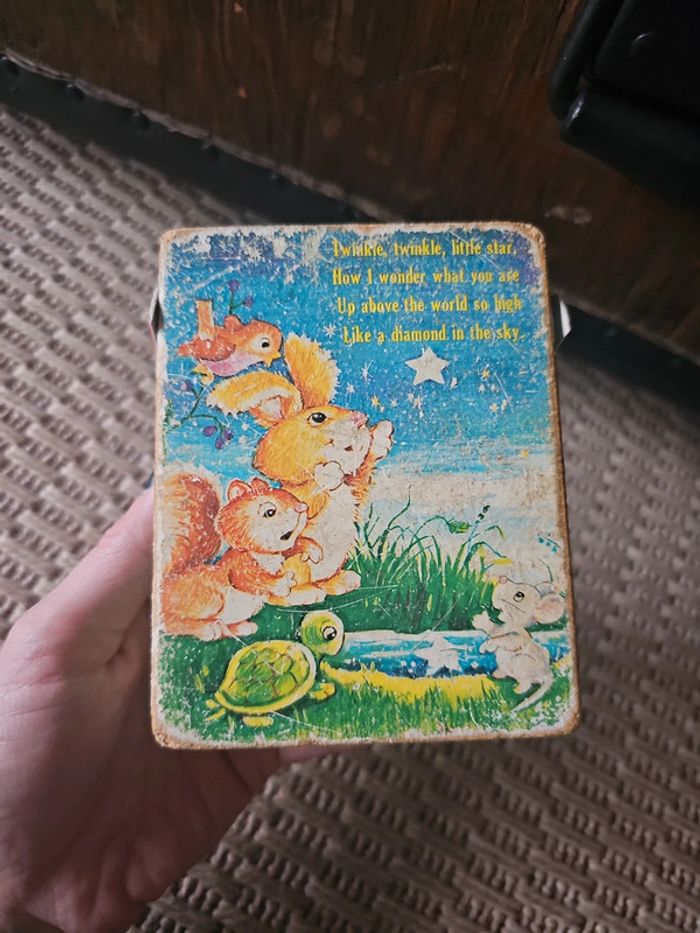 Twinkle, twinkle, little star,
How I wonder what you are
Up above the world so high
Like a diamond in the sky.